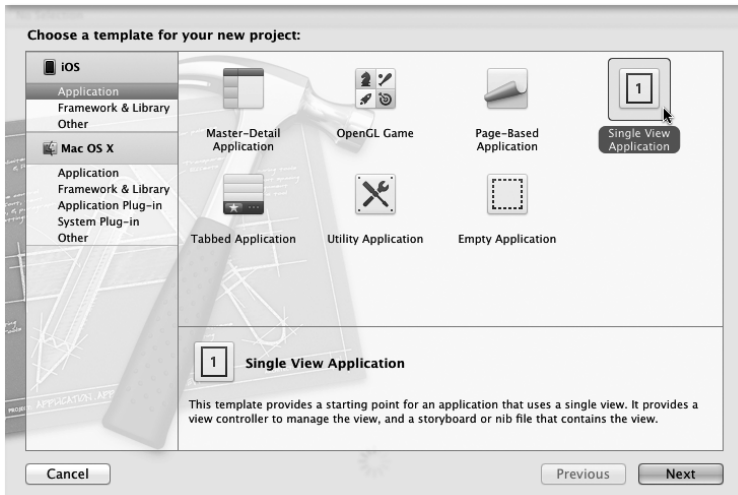 No Selection
Choose a template for your new project:
iOS
Application
Framework & Library
Other
Mac OS X
Application
Framework & Library
Application Plug-in
System Plug-in
Other
Master-Detail
Application
OpenGL Game
Page-Based
Application
1
Single View
Application
Tabbed Application
Utility Application
Empty Application
1
Single View Application
This template provides a starting point for an application that uses a single view. It provides a
view controller to manage the view, and a storyboard or nib file that contains the view.
Cancel
Previous
Next